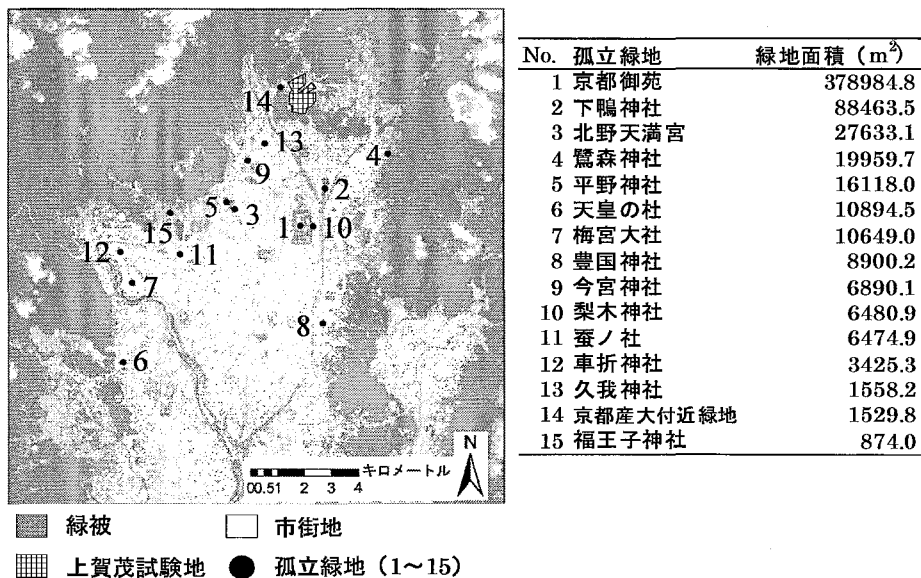 No. 孤立緑地 緑地面積 (m²)
1 京都御苑 378984.8
2 下鴨神社 88463.5
3 北野天満宮 27633.1
4 鷺森神社 19959.7
5 平野神社 16118.0
6 天皇の杜 10894.5
7 梅宮大社 10649.0
8 豊国神社 8900.2
9 今宮神社 6890.1
10 梨木神社 6480.9
11 蚕ノ社 6474.9
12 車折神社 3425.3
13 久我神社 1558.2
14 京都産大付近緑地 1529.8
15 福王子神社 874.0
14
13
4
9
2
5
3
15
1
10
12
11
7
8
6
N
キロメートル
00.51 2 3 4
緑被
市街地
上賀茂試験地
孤立緑地 (1～15)